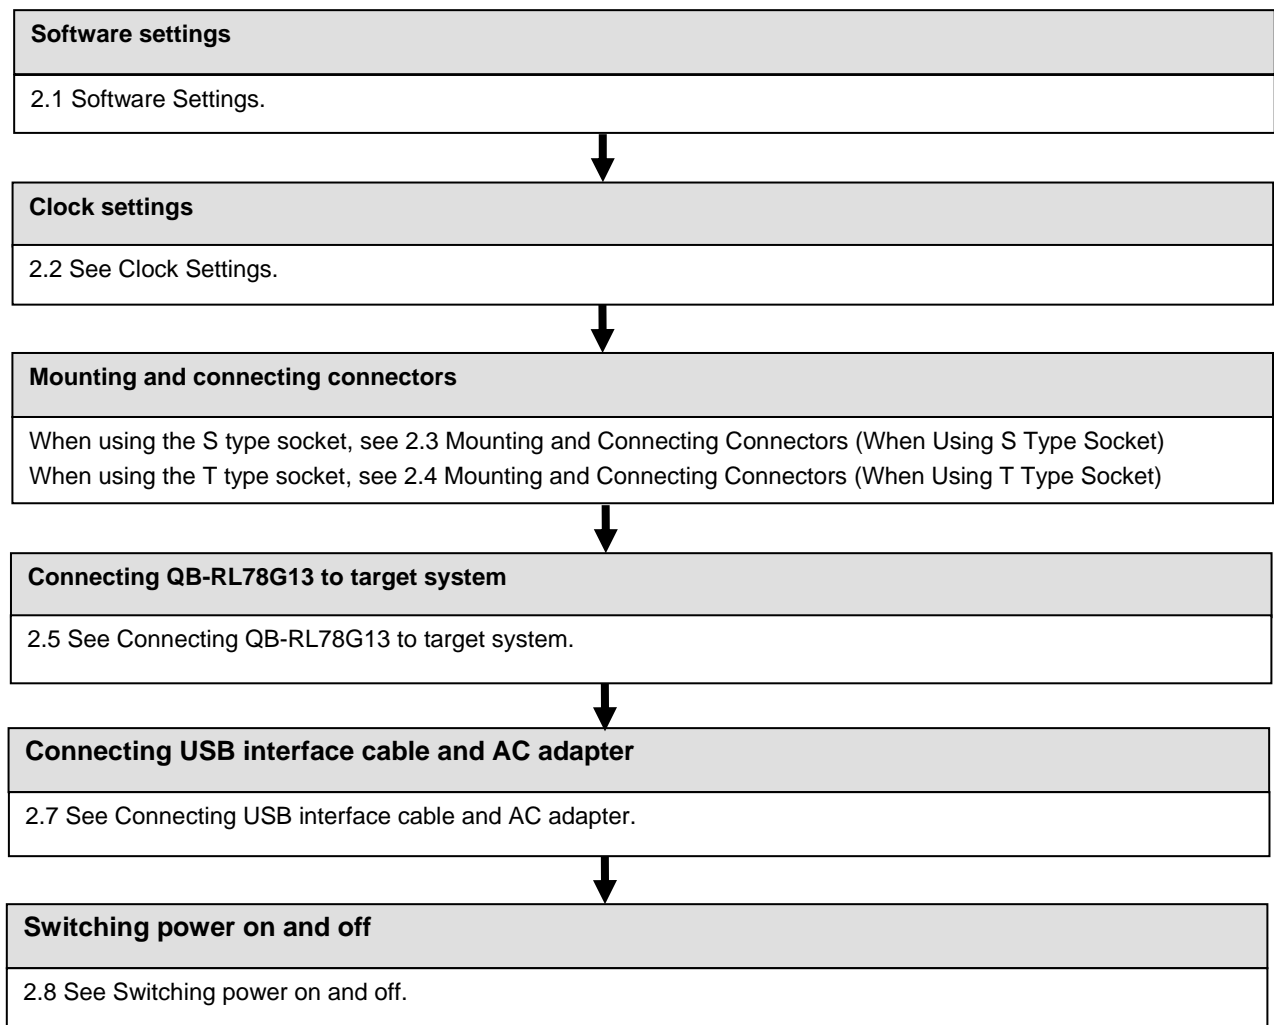 Software settings
2.1 Software Settings.
Clock settings
2.2 See Clock Settings.
Mounting and connecting connectors
When using the S type socket, see 2.3 Mounting and Connecting Connectors (When Using S Type Socket)
When using the T type socket, see 2.4 Mounting and Connecting Connectors (When Using T Type Socket)
Connecting QB-RL78G13 to target system
2.5 See Connecting QB-RL78G13 to target system.
Connecting USB interface cable and AC adapter
2.7 See Connecting USB interface cable and AC adapter.
Switching power on and off
2.8 See Switching power on and off.